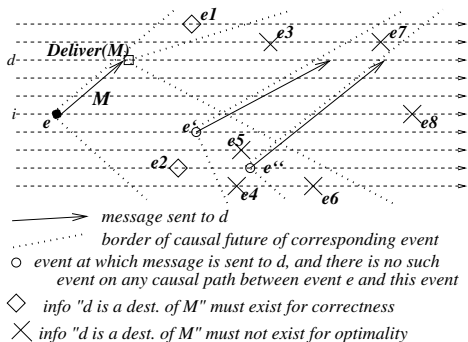 e1
e3
e7
d
Deliver(M)
M
i
e
e'
e8
e5
e2
e''
e4
e6
message sent to d
border of causal future of corresponding event
event at which message is sent to d, and there is no such
event on any causal path between event e and this event
info "d is a dest. of M" must exist for correctness
info "d is a dest. of M" must not exist for optimality